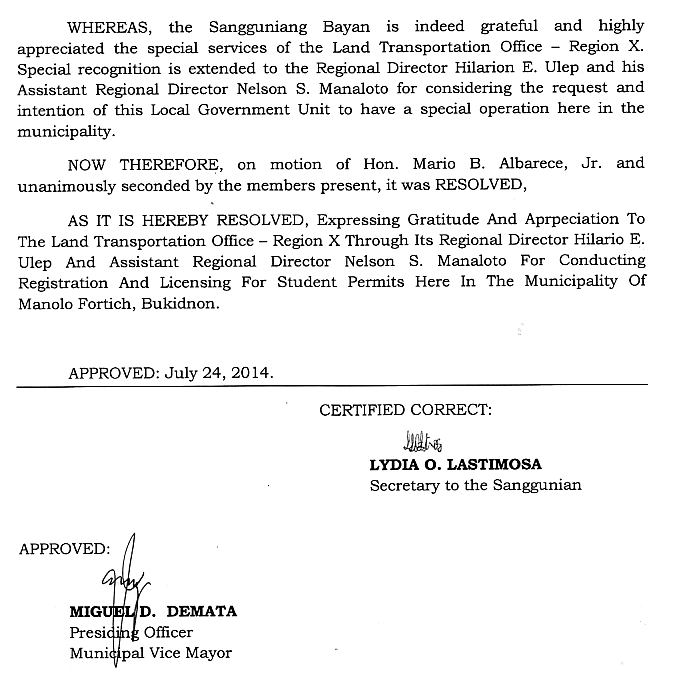 WHEREAS, the Sangguniang Bayan is indeed grateful and highly
appreciated the special services of the Land Transportation Office – Region X.
Special recognition is extended to the Regional Director Hilarion E. Ulep and his
Assistant Regional Director Nelson S. Manaloto for considering the request and
intention of this Local Government Unit to have a special operation here in the
municipality.
NOW THEREFORE, on motion of Hon. Mario B. Albarece, Jr. and
unanimously seconded by the members present, it was RESOLVED,
AS IT IS HEREBY RESOLVED, Expressing Gratitude And Aprpeciation To
The Land Transportation Office – Region X Through Its Regional Director Hilario E.
Ulep And Assistant Regional Director Nelson S. Manaloto For Conducting
Registration And Licensing For Student Permits Here In The Municipality Of
Manolo Fortich, Bukidnon.
APPROVED: July 24, 2014.
CERTIFIED CORRECT:
LYDIA O. LASTIMOSA
Secretary to the Sanggunian
APPROVED:
MIGUEL D. DEMATA
Presiding Officer
Municipal Vice Mayor